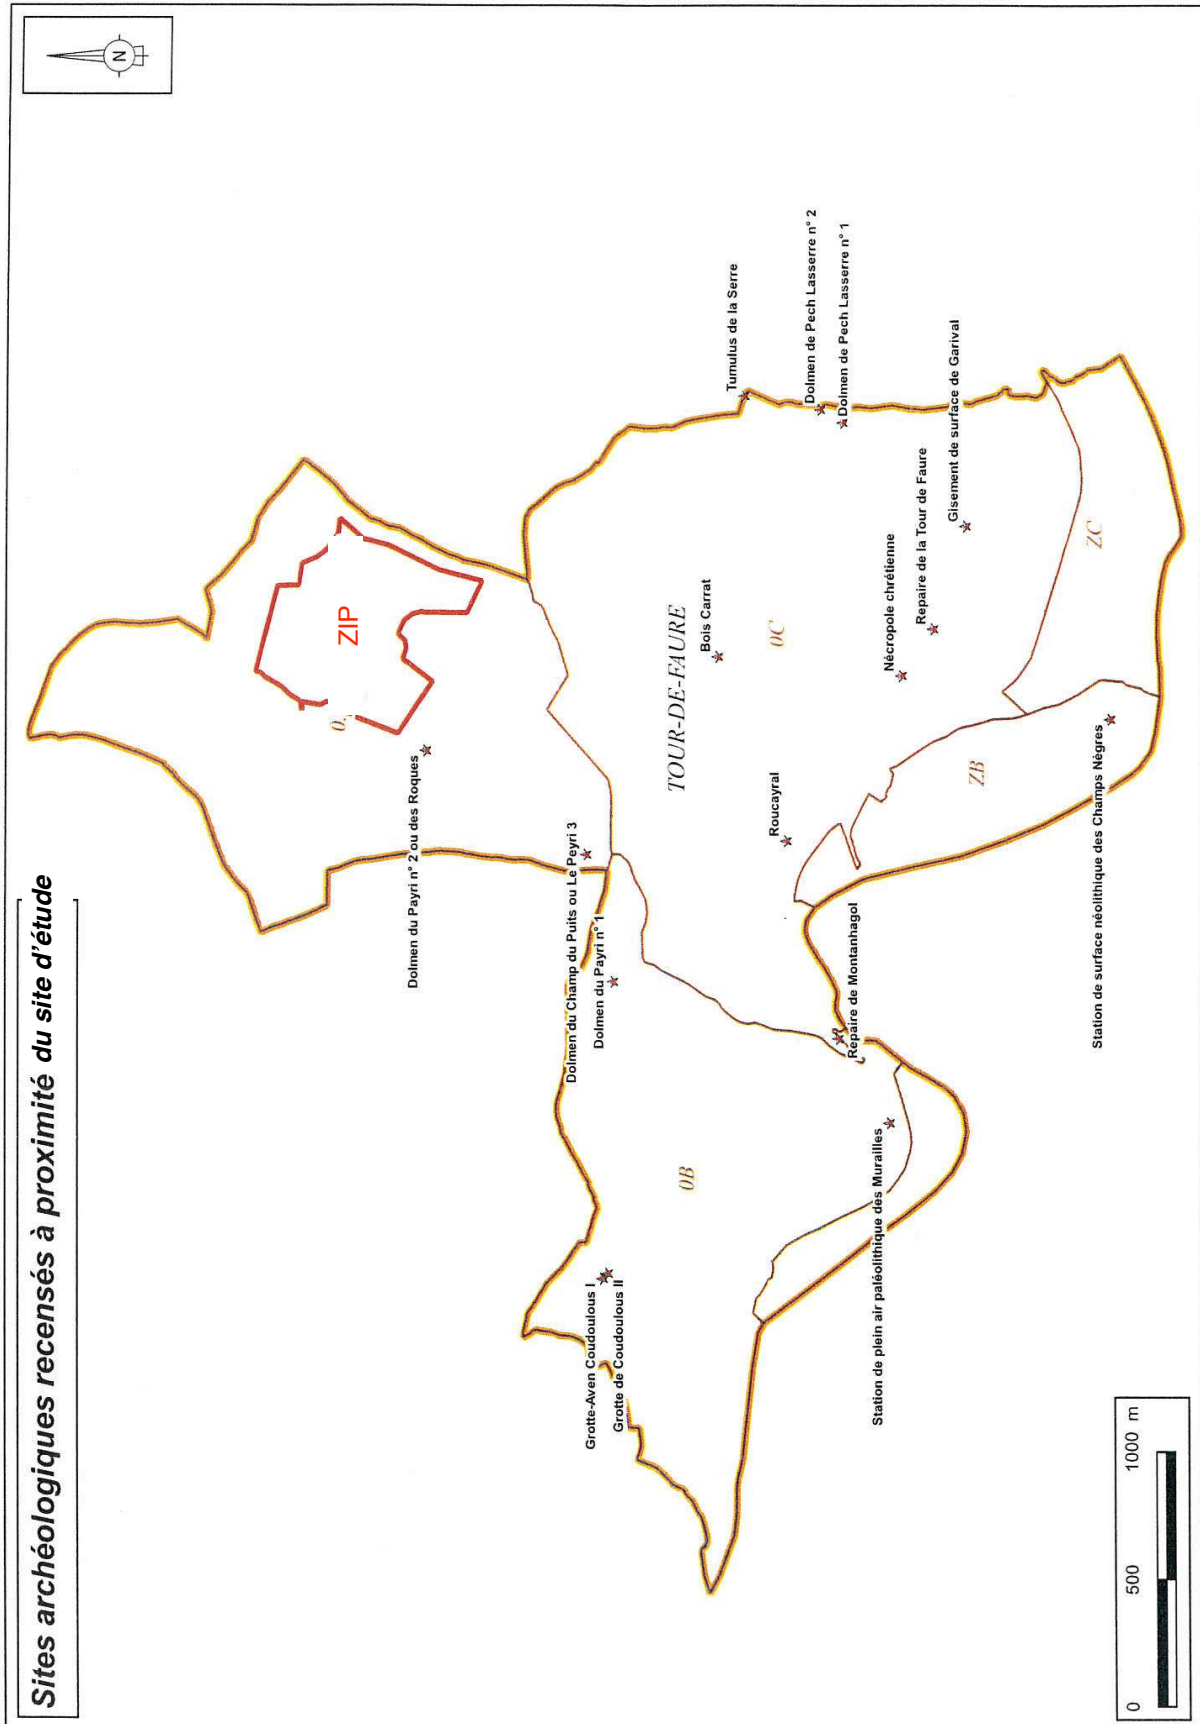 Sites archéologiques recensés à proximité du site d'étude
N
ZIP
0.
Dolmen du Payri n° 2 ou des Roques
Dolmen du Champ du Puits ou Le Peyri 3
Dolmen du Payri n° 1
Grotte-Aven Coudoulous I
Grotte de Coudoulous II
0B
TOUR-DE-FAURE
Bois Carrat
Tumulus de la Serre
0C
Roucayral
Dolmen de Pech Lasserre n° 2
Dolmen de Pech Lasserre n° 1
Repaire de Montanhagol
Station de plein air paléolithique des Murailles
Nécropole chrétienne
Repaire de la Tour de Faure
Gisement de surface de Garival
ZB
ZC
Station de surface néolithique des Champs Nègres
0 500 1000 m